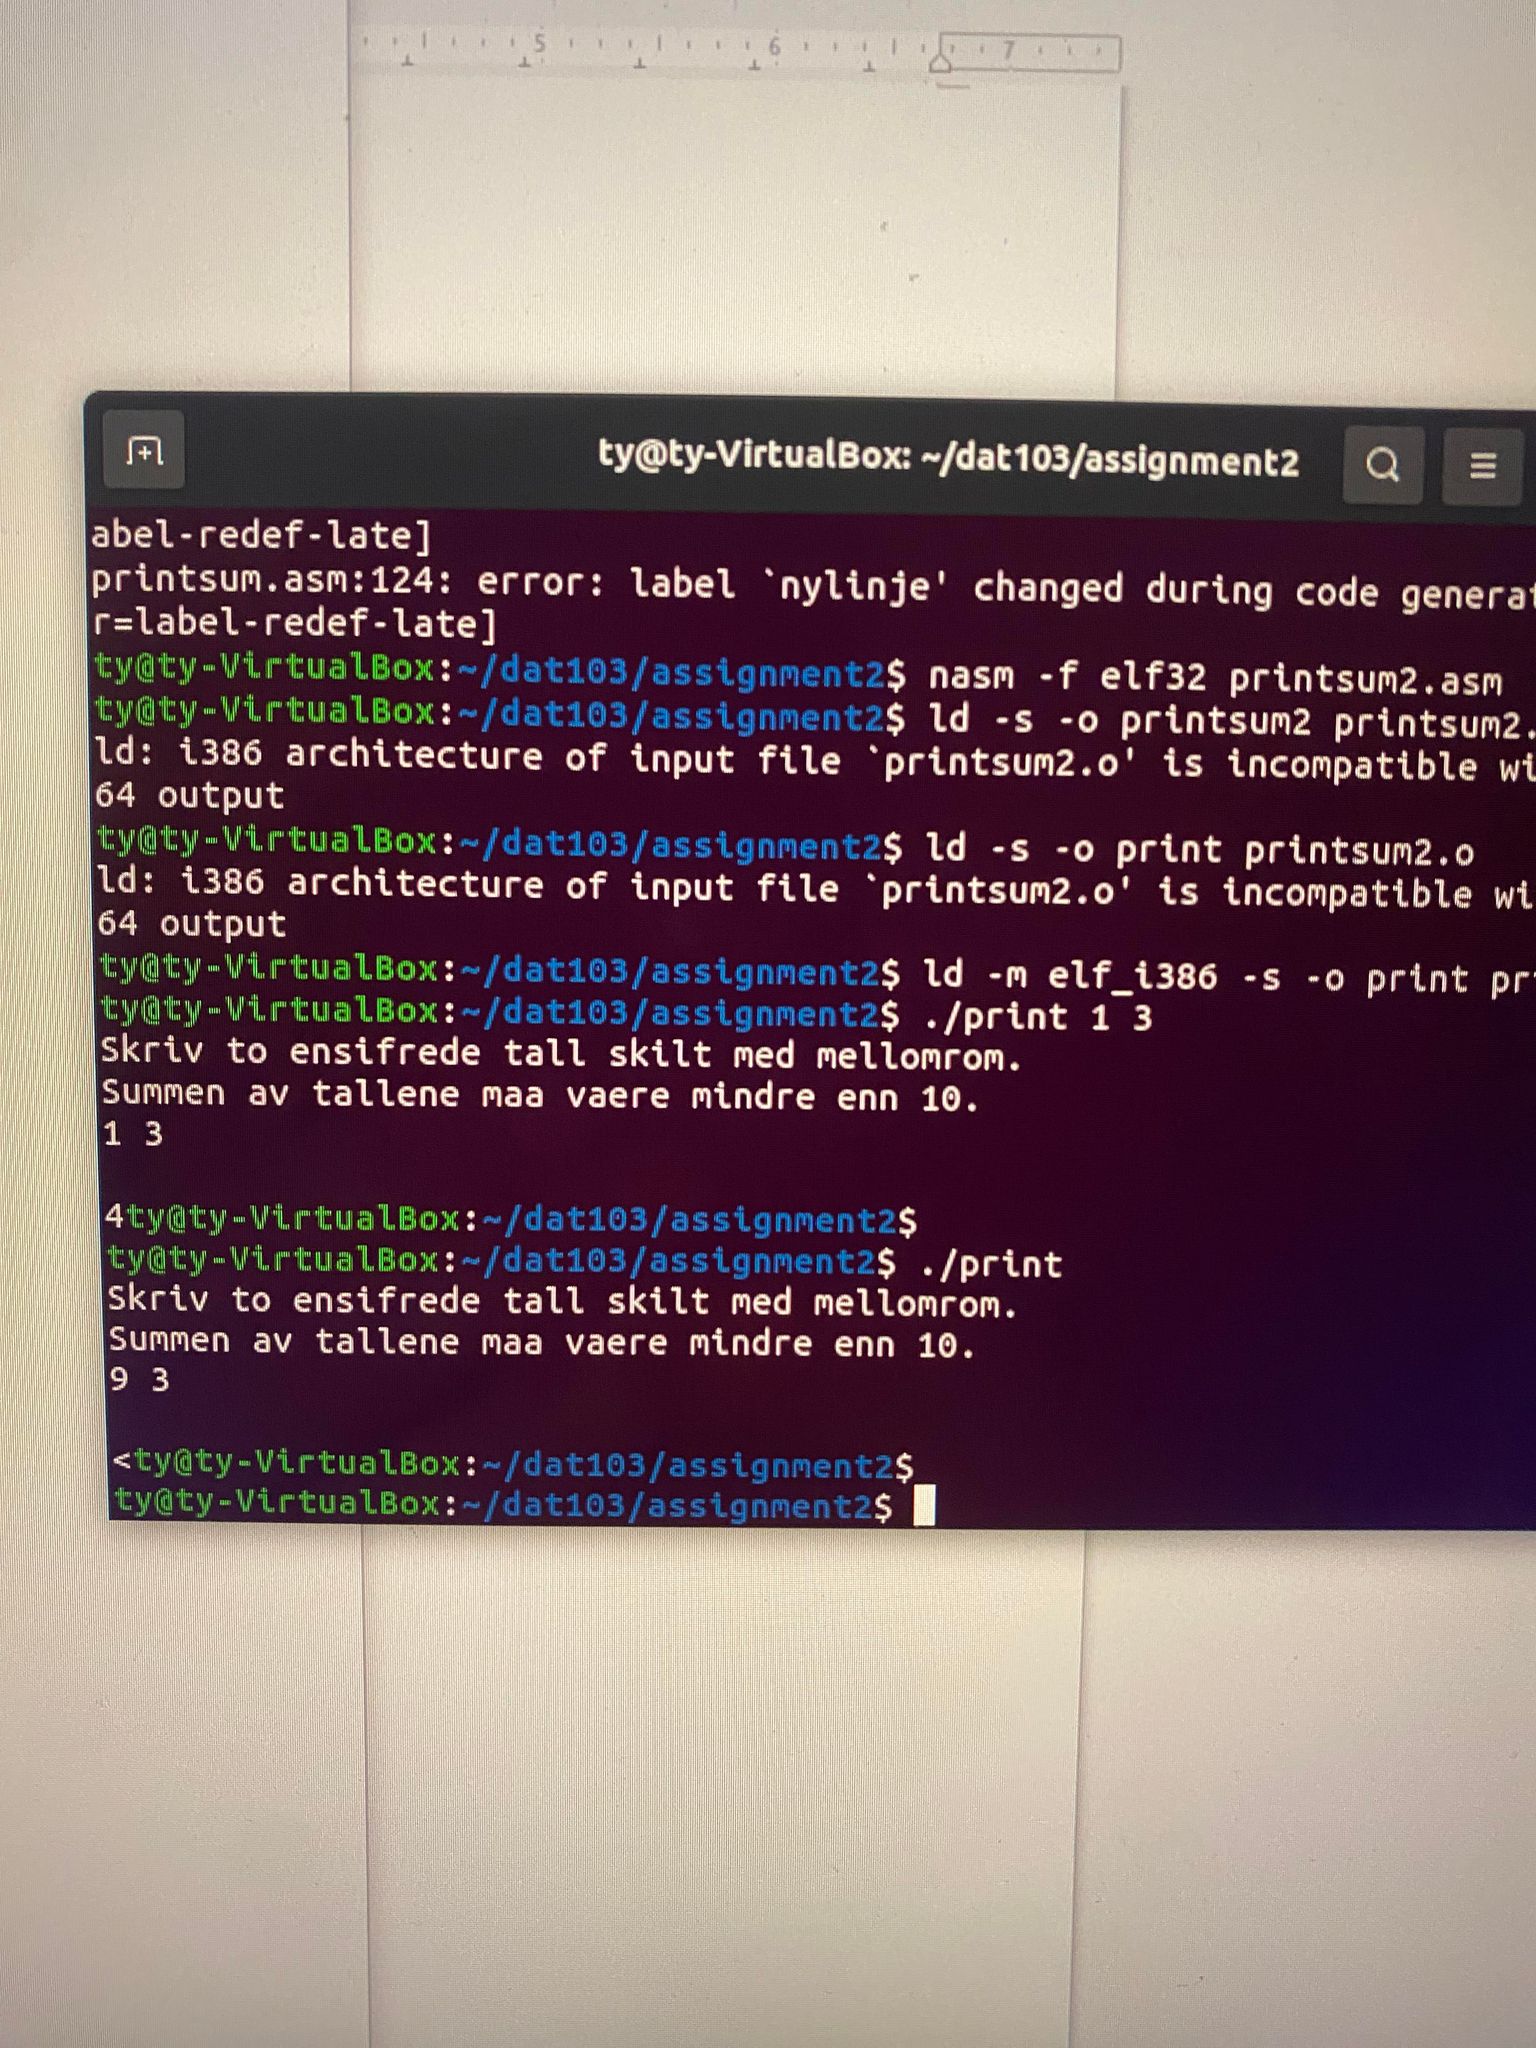 5 6 7
ty@ty-VirtualBox: ~/dat103/assignment2
abel-redef-late]
printsum.asm:124: error: label `nylinje' changed during code genera
r=label-redef-late]
ty@ty-VirtualBox:~/dat103/assignment2$ nasm -f elf32 printsum2.asm
ty@ty-VirtualBox:~/dat103/assignment2$ ld -s -o printsum2 printsum2.
ld: i386 architecture of input file `printsum2.o' is incompatible wi
64 output
ty@ty-VirtualBox:~/dat103/assignment2$ ld -s -o print printsum2.o
ld: i386 architecture of input file `printsum2.o' is incompatible wi
64 output
ty@ty-VirtualBox:~/dat103/assignment2$ ld -m elf_i386 -s -o print pr
ty@ty-VirtualBox:~/dat103/assignment2$ ./print 1 3
Skriv to ensifrede tall skilt med mellomrom.
Summen av tallene maa vaere mindre enn 10.
1 3
4ty@ty-VirtualBox:~/dat103/assignment2$
ty@ty-VirtualBox:~/dat103/assignment2$ ./print
Skriv to ensifrede tall skilt med mellomrom.
Summen av tallene maa vaere mindre enn 10.
9 3
<ty@ty-VirtualBox:~/dat103/assignment2$
ty@ty-VirtualBox:~/dat103/assignment2$